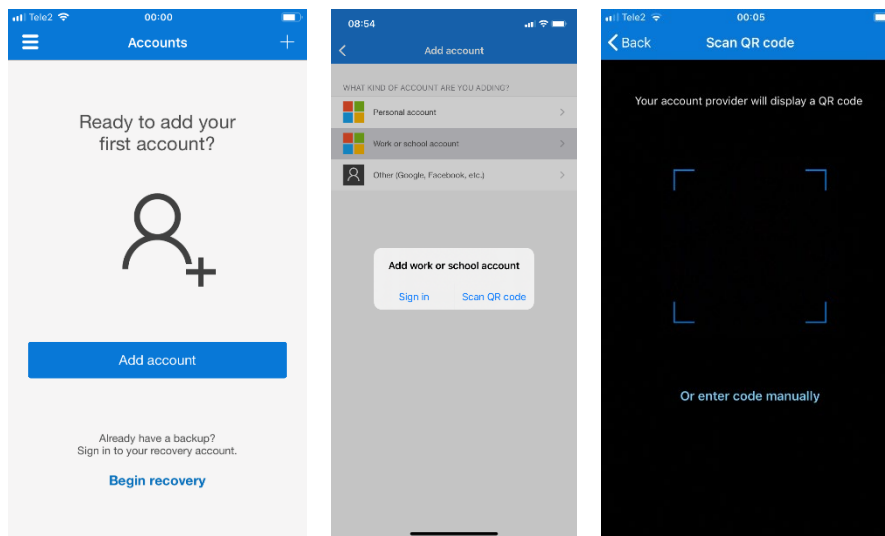 Tele2 00:00
Accounts
Ready to add your
first account?
Add account
Already have a backup?
Sign in to your recovery account.
Begin recovery
08:54
Add account
WHAT KIND OF ACCOUNT ARE YOU ADDING?
Personal account
Work or school account
Other (Google, Facebook, etc.)
Add work or school account
Sign in Scan QR code
Tele2 00:05
Back Scan QR code
Your account provider will display a QR code
Or enter code manually